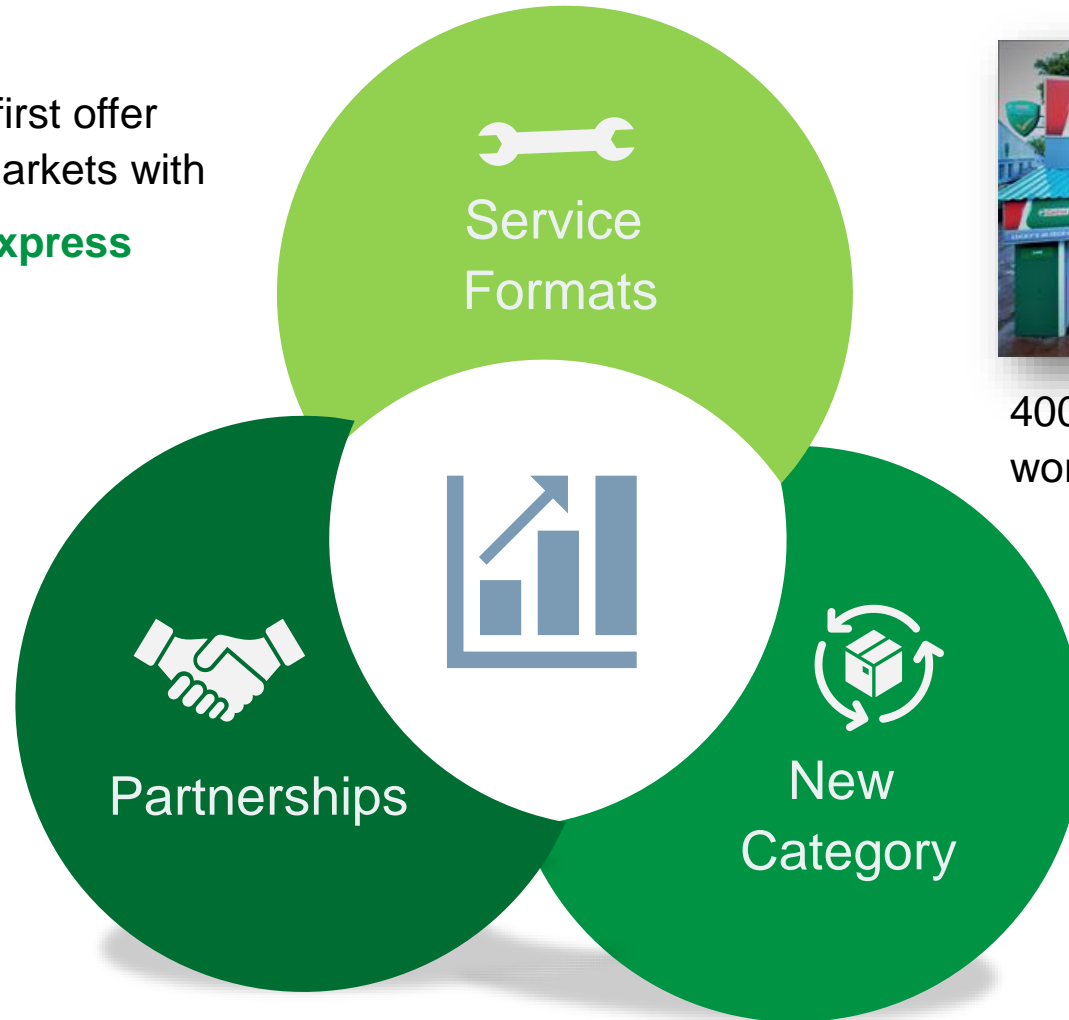 first offer
arkets with
xpress
Service
Formats
400
wor
Partnerships
New
Category